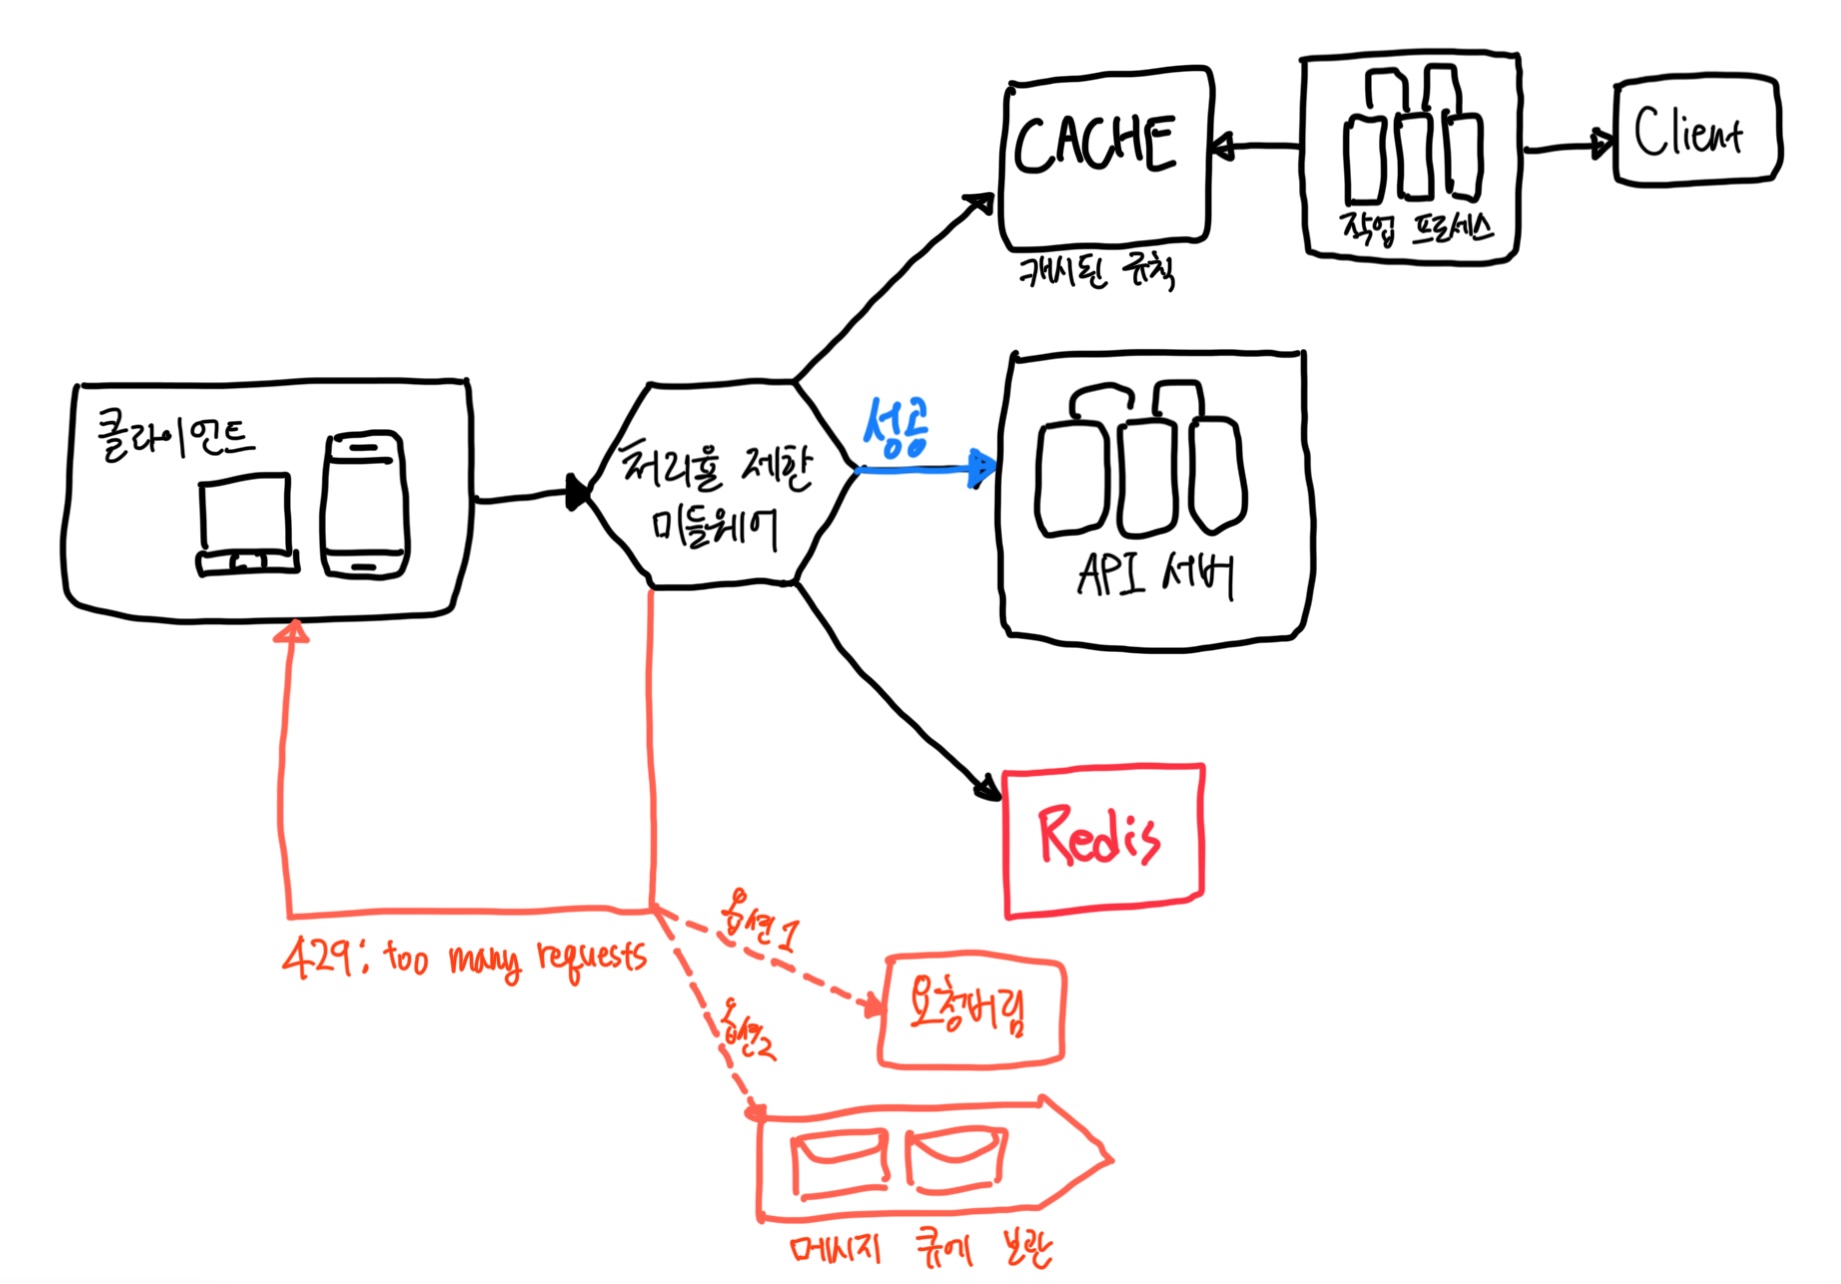 CACHE
캐시된 규칙
작업 프로세스
Client
클라이언트
처리율 제한
미들웨어
성공
API 서버
Redis
429: too many requests
옵션 1
옵션2
요청버림
메시지 큐에 보관